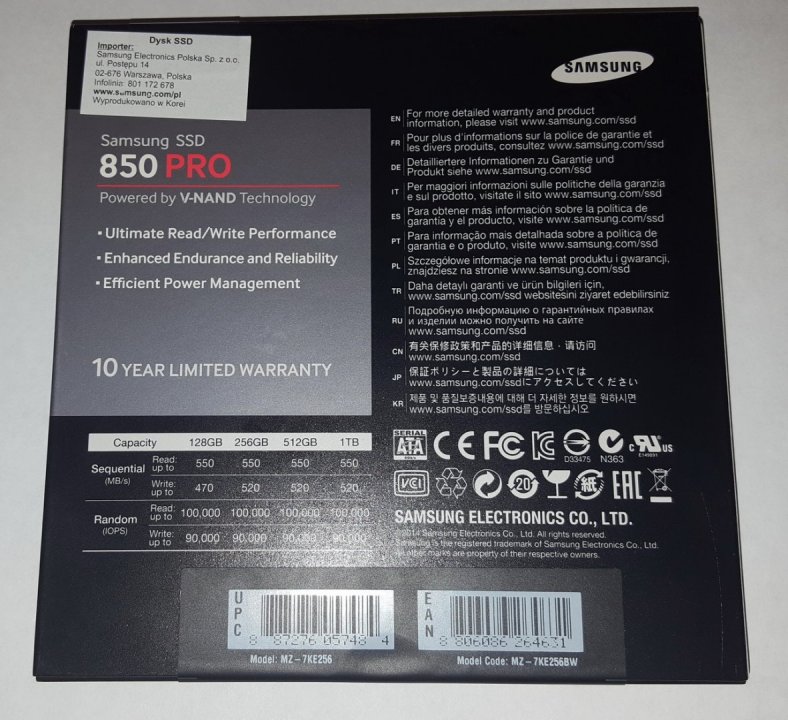 Dysk SSD
Importer:
Samsung Electronics Polska Sp. z o.o.
ul. Postępu 14
02-676 Warszawa, Polska
Infolinia: 801 172 678
www.samsung.com/pl
Wyprodukowano w Korei
SAMSUNG
Samsung SSD
850 PRO
Powered by V-NAND Technology
• Ultimate Read/Write Performance
• Enhanced Endurance and Reliability
• Efficient Power Management
10 YEAR LIMITED WARRANTY
EN For more detailed warranty and product
information, please visit www.samsung.com/ssd
FR Pour plus d'informations sur la police de garantie et
les divers produits, consultez www.samsung.com/ssd
DE Detailliertere Informationen zu Garantie und
Produkt siehe www.samsung.com/ssd
IT Per maggiori informazioni sulle politiche della garanzia
e sul prodotto, visitate il sito www.samsung.com/ssd
ES Para obtener más información sobre la política de
garantía y el producto, visite www.samsung.com/ssd
PT Para informação mais detalhada sobre a política de
garantia e o produto, visite www.samsung.com/ssd
PL Szczegółowe informacje na temat produktu i gwarancji,
znajdziesz na stronie www.samsung.com/ssd
TR Daha detaylı garanti ve ürün bilgileri için,
www.samsung.com/ssd websitesini ziyaret edebilirsiniz
RU Подробную информацию о гарантийных правилах
и изделии можно получить на сайте
www.samsung.com/ssd
CN 有关保修政策和产品的详细信息，请访问
www.samsung.com/ssd
JP 保証ポリシーと製品の詳細については
www.samsung.com/ssdにアクセスしてください
KR 제품 및 품질보증내용에 대해 더 자세한 정보를 원하시면
www.samsung.com/ssd를 방문하십시오
Capacity 128GB 256GB 512GB 1TB
Sequential (MB/s) Read: up to 550 550 550 550
Write: up to 470 520 520 520
Random (IOPS) Read: up to 100,000 100,000 100,000 100,000
Write: up to 90,000 90,000 90,000 90,000
SERIAL ATA CE FC D33475 N363 c RU US E149091
VCI 20 紙 EAC
SAMSUNG ELECTRONICS CO., LTD.
©2014 Samsung Electronics Co., Ltd. All rights reserved.
Samsung is the registered trademark of Samsung Electronics Co., Ltd.
All other marks are property of their respective owners.
UPC
8 87276 05748 4
Model: MZ-7KE256
EAN
8 806086 264631
Model Code: MZ-7KE256BW